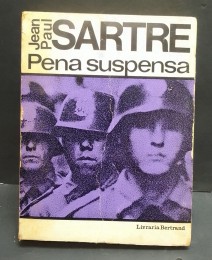 Jean
Paul
SARTRE
Pena suspensa
Livraria Bertrand